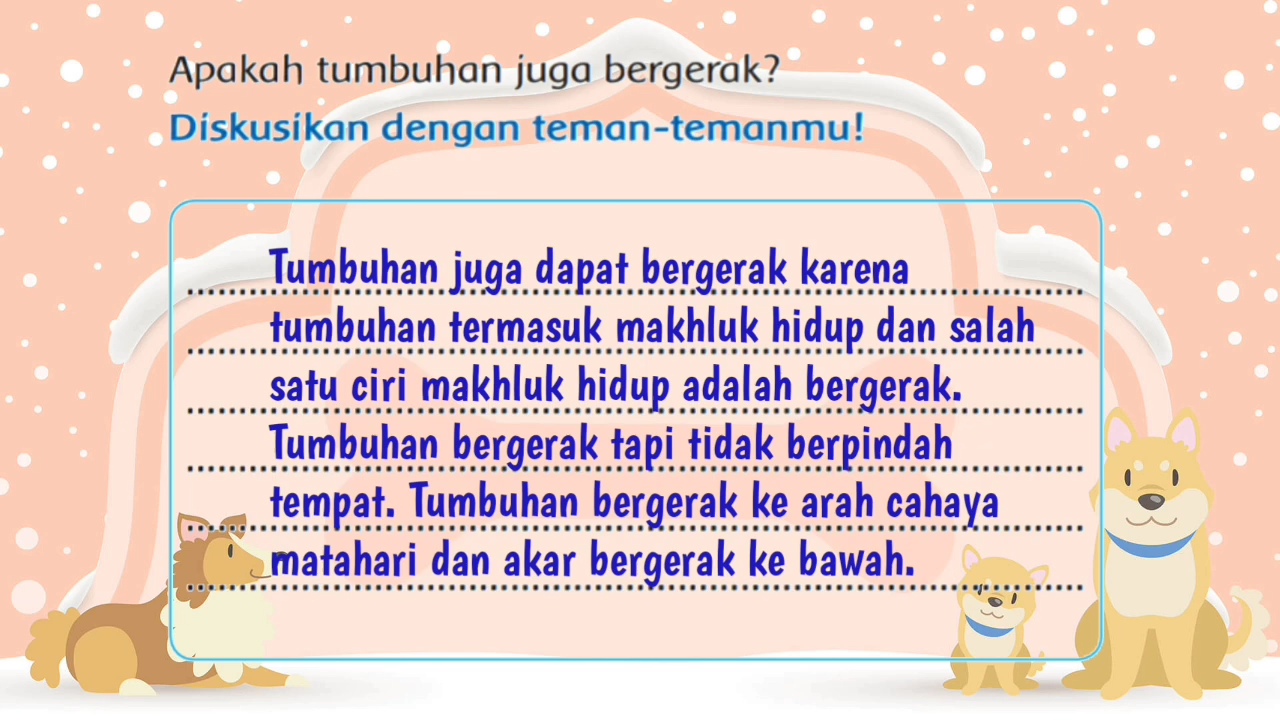 Apakah tumbuhan juga bergerak?
Diskusikan dengan teman-temanmu!
Tumbuhan juga dapat bergerak karena
tumbuhan termasuk makhluk hidup dan salah
satu ciri makhluk hidup adalah bergerak.
Tumbuhan bergerak tapi tidak berpindah
tempat. Tumbuhan bergerak ke arah cahaya
matahari dan akar bergerak ke bawah.